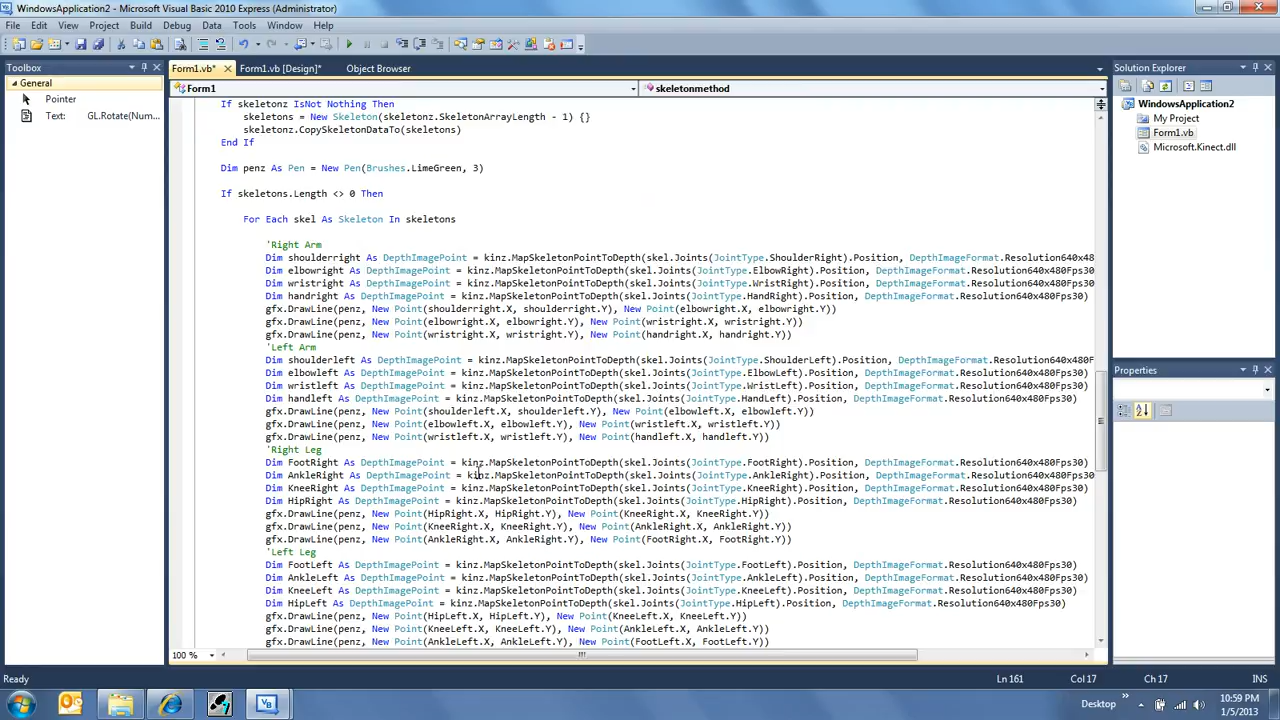 WindowsApplication2 - Microsoft Visual Basic 2010 Express (Administrator)
File Edit View Project Build Debug Data Tools Window Help
Toolbox
General
Pointer
Text: GL.Rotate(Num...
Form1.vb* Form1.vb [Design]* Object Browser
Form1 skeletonmethod
If skeletonz IsNot Nothing Then
skeletons = New Skeleton(skeletonz.SkeletonArrayLength - 1) {}
skeletonz.CopySkeletonDataTo(skeletons)
End If
Dim penz As Pen = New Pen(Brushes.LimeGreen, 3)
If skeletons.Length <> 0 Then
For Each skel As Skeleton In skeletons
'Right Arm
Dim shoulderright As DepthImagePoint = kinz.MapSkeletonPointToDepth(skel.Joints(JointType.ShoulderRight).Position, DepthImageFormat.Resolution640x48
Dim elbowright As DepthImagePoint = kinz.MapSkeletonPointToDepth(skel.Joints(JointType.ElbowRight).Position, DepthImageFormat.Resolution640x480Fps30
Dim wristright As DepthImagePoint = kinz.MapSkeletonPointToDepth(skel.Joints(JointType.WristRight).Position, DepthImageFormat.Resolution640x480Fps30
Dim handright As DepthImagePoint = kinz.MapSkeletonPointToDepth(skel.Joints(JointType.HandRight).Position, DepthImageFormat.Resolution640x480Fps30)
gfx.DrawLine(penz, New Point(shoulderright.X, shoulderright.Y), New Point(elbowright.X, elbowright.Y))
gfx.DrawLine(penz, New Point(elbowright.X, elbowright.Y), New Point(wristright.X, wristright.Y))
gfx.DrawLine(penz, New Point(wristright.X, wristright.Y), New Point(handright.X, handright.Y))
'Left Arm
Dim shoulderleft As DepthImagePoint = kinz.MapSkeletonPointToDepth(skel.Joints(JointType.ShoulderLeft).Position, DepthImageFormat.Resolution640x480F
Dim elbowleft As DepthImagePoint = kinz.MapSkeletonPointToDepth(skel.Joints(JointType.ElbowLeft).Position, DepthImageFormat.Resolution640x480Fps30)
Dim wristleft As DepthImagePoint = kinz.MapSkeletonPointToDepth(skel.Joints(JointType.WristLeft).Position, DepthImageFormat.Resolution640x480Fps30)
Dim handleft As DepthImagePoint = kinz.MapSkeletonPointToDepth(skel.Joints(JointType.HandLeft).Position, DepthImageFormat.Resolution640x480Fps30)
gfx.DrawLine(penz, New Point(shoulderleft.X, shoulderleft.Y), New Point(elbowleft.X, elbowleft.Y))
gfx.DrawLine(penz, New Point(elbowleft.X, elbowleft.Y), New Point(wristleft.X, wristleft.Y))
gfx.DrawLine(penz, New Point(wristleft.X, wristleft.Y), New Point(handleft.X, handleft.Y))
'Right Leg
Dim FootRight As DepthImagePoint = kinz.MapSkeletonPointToDepth(skel.Joints(JointType.FootRight).Position, DepthImageFormat.Resolution640x480Fps30)
Dim AnkleRight As DepthImagePoint = kinz.MapSkeletonPointToDepth(skel.Joints(JointType.AnkleRight).Position, DepthImageFormat.Resolution640x480Fps30
Dim KneeRight As DepthImagePoint = kinz.MapSkeletonPointToDepth(skel.Joints(JointType.KneeRight).Position, DepthImageFormat.Resolution640x480Fps30)
Dim HipRight As DepthImagePoint = kinz.MapSkeletonPointToDepth(skel.Joints(JointType.HipRight).Position, DepthImageFormat.Resolution640x480Fps30)
gfx.DrawLine(penz, New Point(HipRight.X, HipRight.Y), New Point(KneeRight.X, KneeRight.Y))
gfx.DrawLine(penz, New Point(KneeRight.X, KneeRight.Y), New Point(AnkleRight.X, AnkleRight.Y))
gfx.DrawLine(penz, New Point(AnkleRight.X, AnkleRight.Y), New Point(FootRight.X, FootRight.Y))
'Left Leg
Dim FootLeft As DepthImagePoint = kinz.MapSkeletonPointToDepth(skel.Joints(JointType.FootLeft).Position, DepthImageFormat.Resolution640x480Fps30)
Dim AnkleLeft As DepthImagePoint = kinz.MapSkeletonPointToDepth(skel.Joints(JointType.AnkleLeft).Position, DepthImageFormat.Resolution640x480Fps30)
Dim KneeLeft As DepthImagePoint = kinz.MapSkeletonPointToDepth(skel.Joints(JointType.KneeLeft).Position, DepthImageFormat.Resolution640x480Fps30)
Dim HipLeft As DepthImagePoint = kinz.MapSkeletonPointToDepth(skel.Joints(JointType.HipLeft).Position, DepthImageFormat.Resolution640x480Fps30)
gfx.DrawLine(penz, New Point(HipLeft.X, HipLeft.Y), New Point(KneeLeft.X, KneeLeft.Y))
gfx.DrawLine(penz, New Point(KneeLeft.X, KneeLeft.Y), New Point(AnkleLeft.X, AnkleLeft.Y))
gfx.DrawLine(penz, New Point(AnkleLeft.X, AnkleLeft.Y), New Point(FootLeft.X, FootLeft.Y))
100 %
Solution Explorer
WindowsApplication2
My Project
Form1.vb
Microsoft.Kinect.dll
Properties
Ready Ln 161 Col 17 Ch 17 INS
Desktop
10:59 PM
1/5/2013